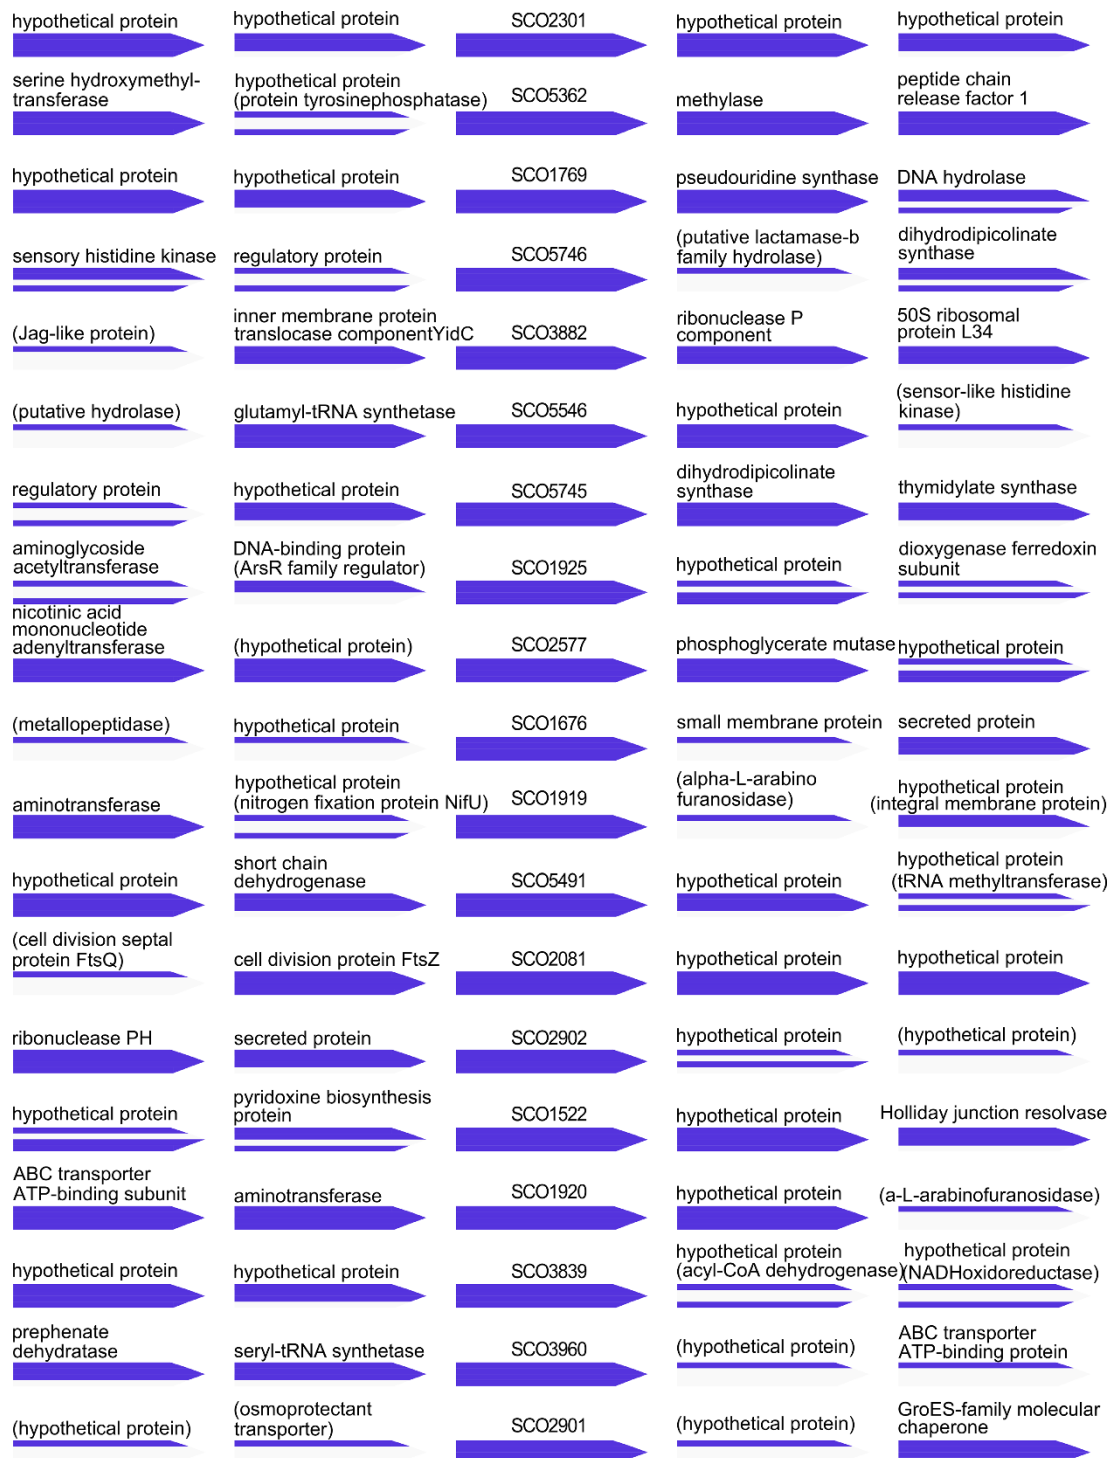 hypothetical protein
hypothetical protein
SCO2301
hypothetical protein
hypothetical protein
serine hydroxymethyl-
transferase
hypothetical protein
(protein tyrosinephosphatase)
SCO5362
methylase
peptide chain
release factor 1
hypothetical protein
hypothetical protein
SCO1769
pseudouridine synthase
DNA hydrolase
sensory histidine kinase
regulatory protein
SCO5746
(putative lactamase-b
family hydrolase)
dihydrodipicolinate
synthase
(Jag-like protein)
inner membrane protein
translocase componentYidC
SCO3882
ribonuclease P
component
50S ribosomal
protein L34
(putative hydrolase)
glutamyl-tRNA synthetase
SCO5546
hypothetical protein
(sensor-like histidine
kinase)
regulatory protein
hypothetical protein
SCO5745
dihydrodipicolinate
synthase
thymidylate synthase
aminoglycoside
acetyltransferase
DNA-binding protein
(ArsR family regulator)
SCO1925
hypothetical protein
dioxygenase ferredoxin
subunit
nicotinic acid
mononucleotide
adenyltransferase
(hypothetical protein)
SCO2577
phosphoglycerate mutase
hypothetical protein
(metallopeptidase)
hypothetical protein
SCO1676
small membrane protein
secreted protein
aminotransferase
hypothetical protein
(nitrogen fixation protein NifU)
SCO1919
(alpha-L-arabino
furanosidase)
hypothetical protein
(integral membrane protein)
hypothetical protein
short chain
dehydrogenase
SCO5491
hypothetical protein
hypothetical protein
(tRNA methyltransferase)
(cell division septal
protein FtsQ)
cell division protein FtsZ
SCO2081
hypothetical protein
hypothetical protein
ribonuclease PH
secreted protein
SCO2902
hypothetical protein
(hypothetical protein)
hypothetical protein
pyridoxine biosynthesis
protein
SCO1522
hypothetical protein
Holliday junction resolvase
ABC transporter
ATP-binding subunit
aminotransferase
SCO1920
hypothetical protein
(a-L-arabinofuranosidase)
hypothetical protein
hypothetical protein
SCO3839
hypothetical protein
(acyl-CoA dehydrogenase)
hypothetical protein
(NADHoxidoreductase)
prephenate
dehydratase
seryl-tRNA synthetase
SCO3960
(hypothetical protein)
ABC transporter
ATP-binding protein
(hypothetical protein)
(osmoprotectant
transporter)
SCO2901
(hypothetical protein)
GroES-family molecular
chaperone